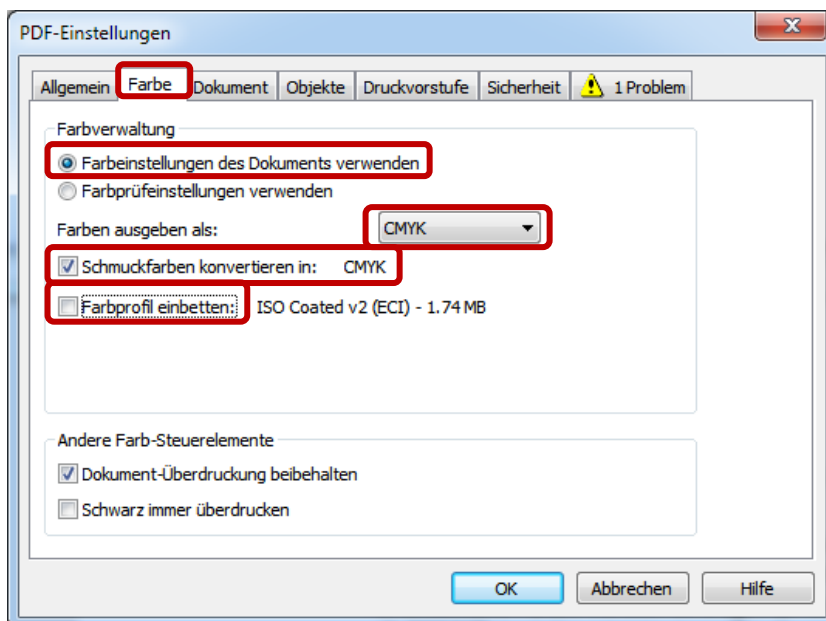 PDF-Einstellungen
Allgemein Farbe Dokument Objekte Druckvorstufe Sicherheit 1 Problem
Farbverwaltung
Farbeinstellungen des Dokuments verwenden
Farbprüfeinstellungen verwenden
Farben ausgeben als: CMYK
Schmuckfarben konvertieren in: CMYK
Farbprofil einbetten: ISO Coated v2 (ECI) - 1.74 MB
Andere Farb-Steuerelemente
Dokument-Überdruckung beibehalten
Schwarz immer überdrucken
OK Abbrechen Hilfe